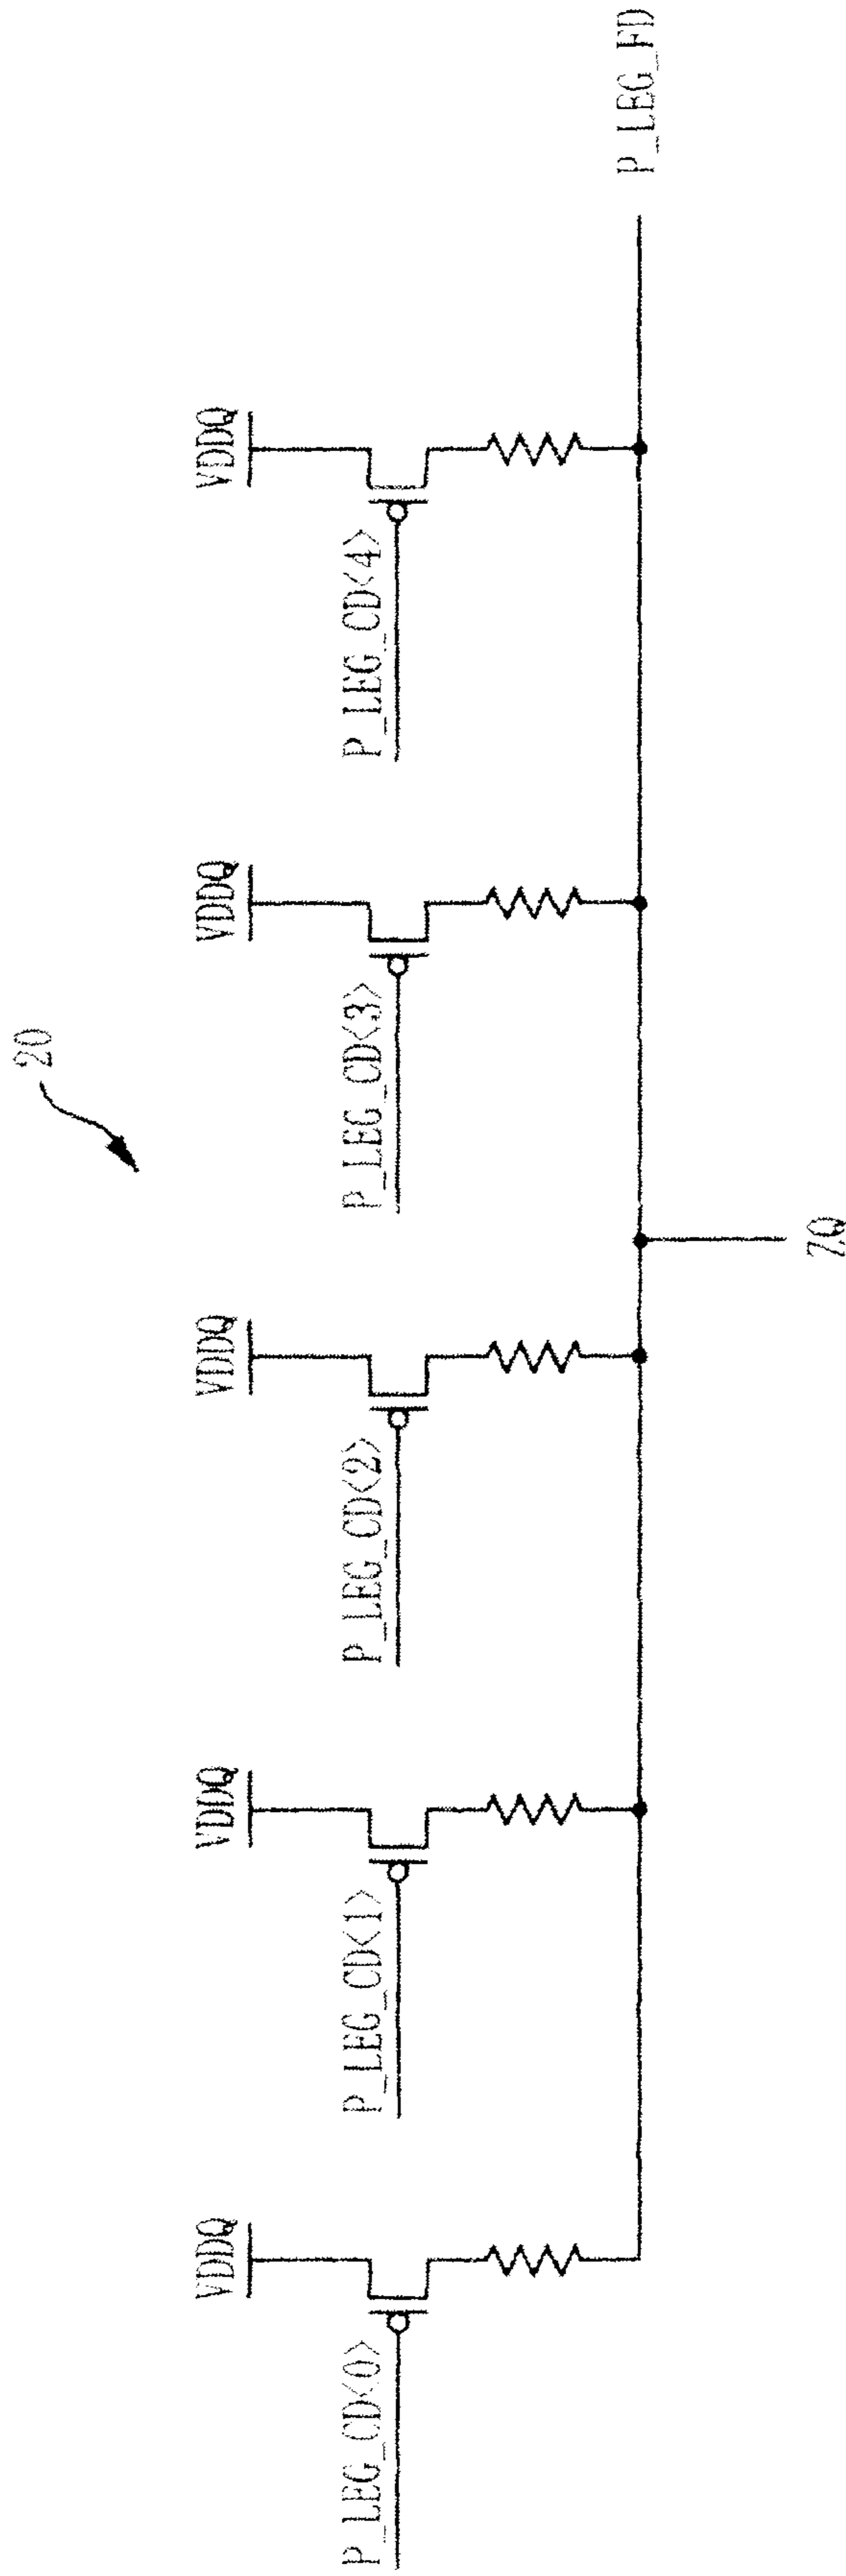 20
VDDQ
VDDQ
VDDQ
VDDQ
VDDQ
P_LEG_CD<0>
P_LEG_CD<1>
P_LEG_CD<2>
P_LEG_CD<3>
P_LEG_CD<4>
P_LEG_FD
ZQ